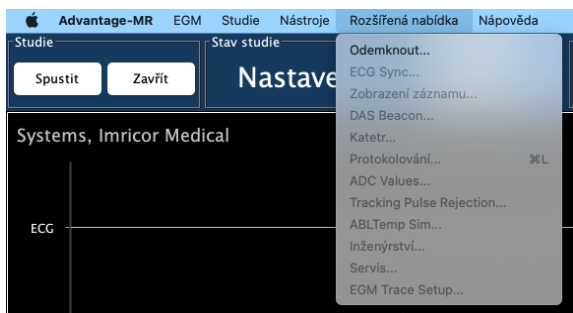 Advantage-MR EGM Studie Nástroje Rozšířená nabídka Nápověda
Studie
Stav studie
Spustit
Zavřít
Nastave
Odemknout...
ECG Sync...
Zobrazení záznamu...
DAS Beacon...
Katetr...
Protokolování... ⌘L
ADC Values...
Tracking Pulse Rejection...
ABLTemp Sim...
Inženýrství...
Servis...
EGM Trace Setup...
Systems, Imricor Medical
ECG